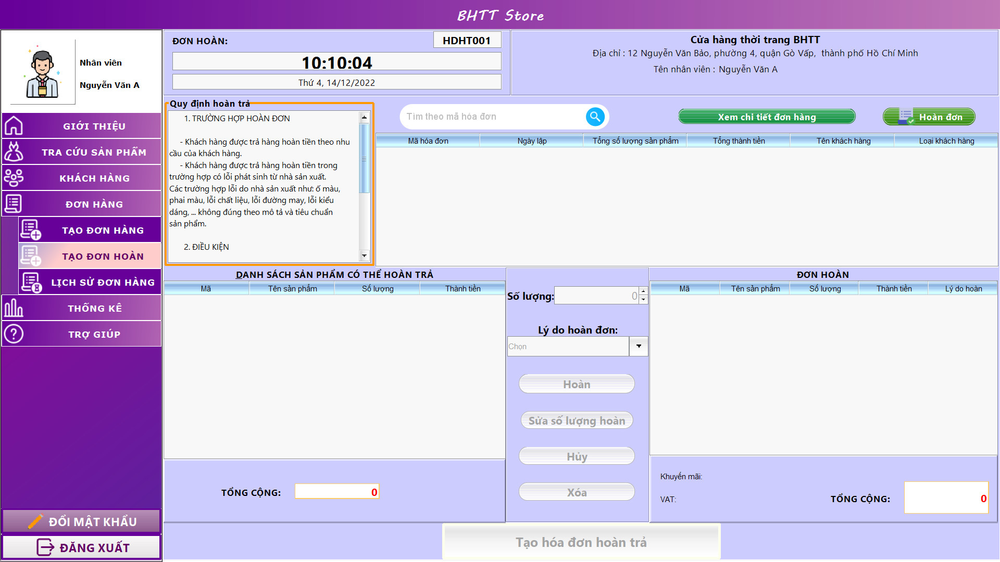 BHTT Store
Nhân viên
Nguyễn Văn A
GIỚI THIỆU
TRA CỨU SẢN PHẨM
KHÁCH HÀNG
ĐƠN HÀNG
TẠO ĐƠN HÀNG
TẠO ĐƠN HOÀN
LỊCH SỬ ĐƠN HÀNG
THỐNG KÊ
TRỢ GIÚP
ĐỔI MẬT KHẨU
ĐĂNG XUẤT
ĐƠN HOÀN:
HDHT001
10:10:04
Thứ 4, 14/12/2022
Cửa hàng thời trang BHTT
Địa chỉ : 12 Nguyễn Văn Bảo, phường 4, quận Gò Vấp, thành phố Hồ Chí Minh
Tên nhân viên : Nguyễn Văn A
Quy định hoàn trả
1. TRƯỜNG HỢP HOÀN ĐƠN
- Khách hàng được trả hàng hoàn tiền theo nhu
cầu của khách hàng.
- Khách hàng được trả hàng hoàn tiền trong
trường hợp có lỗi phát sinh từ nhà sản xuất.
Các trường hợp lỗi do nhà sản xuất như: ố màu,
phai màu, lỗi chất liệu, lỗi đường may, lỗi kiểu
dáng, ... không đúng theo mô tả và tiêu chuẩn
sản phẩm.
2. ĐIỀU KIỆN
Tìm theo mã hóa đơn
Xem chi tiết đơn hàng
Hoàn đơn
Mã hóa đơn Ngày lập Tổng số lượng sản phẩm Tổng thành tiền Tên khách hàng Loại khách hàng
DANH SÁCH SẢN PHẨM CÓ THỂ HOÀN TRẢ
Mã Tên sản phẩm Số lượng Thành tiền
TỔNG CỘNG: 0
Số lượng: 0
Lý do hoàn đơn:
Chọn
Hoàn
Sửa số lượng hoàn
Hủy
Xóa
ĐƠN HOÀN
Mã Tên sản phẩm Số lượng Thành tiền Lý do hoàn
Khuyến mãi:
VAT:
TỔNG CỘNG: 0
Tạo hóa đơn hoàn trả